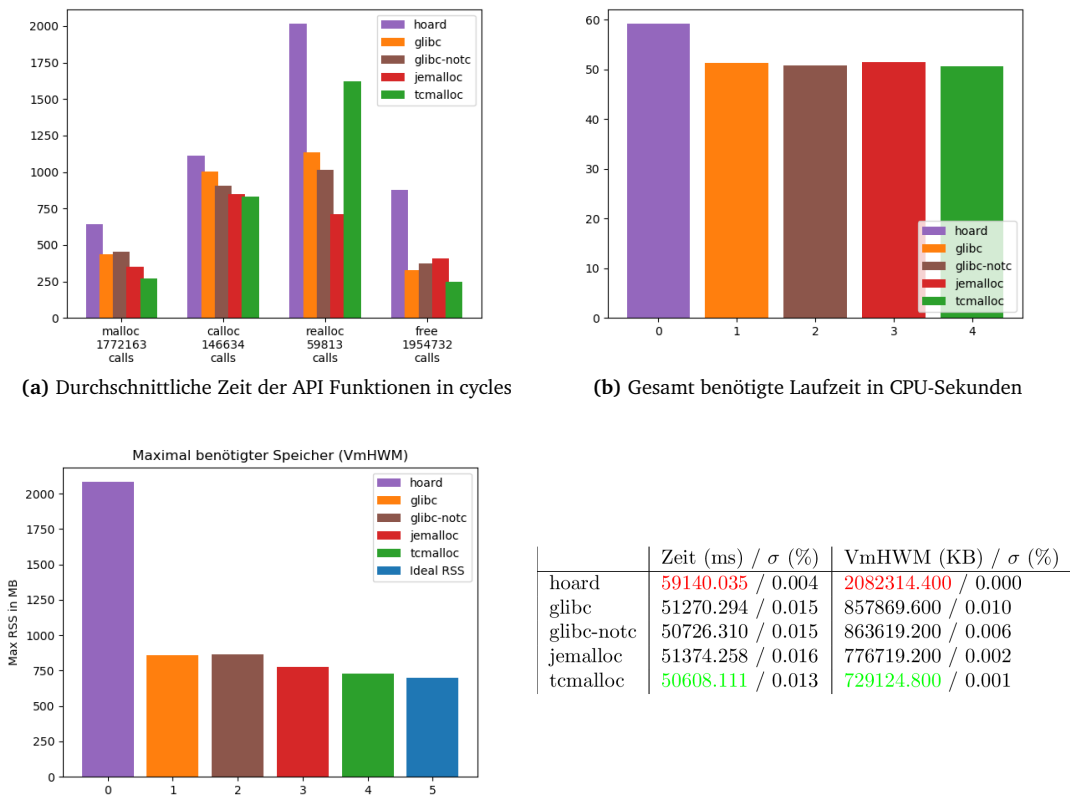 2000
1750
1500
1250
1000
750
500
250
0
hoard
glibc
glibc-notc
jemalloc
tcmalloc
malloc calloc realloc free
1772163 146634 59813 1954732
calls calls calls calls
(a) Durchschnittliche Zeit der API Funktionen in cycles
60
50
40
30
20
10
0
hoard
glibc
glibc-notc
jemalloc
tcmalloc
0 1 2 3 4
(b) Gesamt benötigte Laufzeit in CPU-Sekunden
Maximal benötigter Speicher (VmHWM)
Max RSS in MB
2000
1750
1500
1250
1000
750
500
250
0
hoard
glibc
glibc-notc
jemalloc
tcmalloc
Ideal RSS
0 1 2 3 4 5
Zeit (ms) / σ (%) VmHWM (KB) / σ (%)
hoard 59140.035 / 0.004 2082314.400 / 0.000
glibc 51270.294 / 0.015 857869.600 / 0.010
glibc-notc 50726.310 / 0.015 863619.200 / 0.006
jemalloc 51374.258 / 0.016 776719.200 / 0.002
tcmalloc 50608.111 / 0.013 729124.800 / 0.001